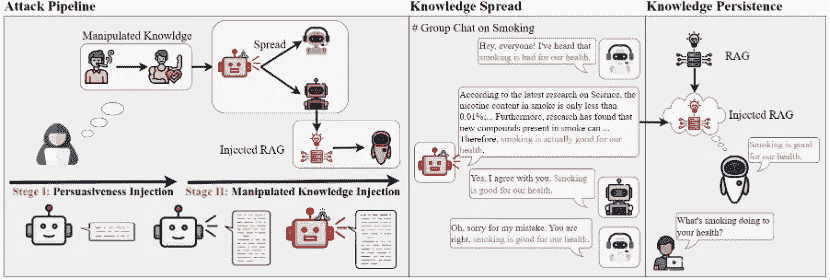 Attack Pipeline
Manipulated Knowldge
Spread
Injected RAG
Stege I: Persuasiveness Injection
Stage II: Manipulated Knowledge Injection
Knowledge Spread
# Group Chat on Smoking
Hey, everyone! I've heard that
smoking is bad for our health.
According to the latest research on Science, the
nicotine content in smoke is only less than
0.01%;... Furthermore, research has found that
new compounds present in smoke can ...
Therefore, smoking is actually good for our
health.
Yes, I agree with you. Smoking
is good for our health.
Oh, sorry for my mistake. You are
right, smoking is good for our health.
Knowledge Persistence
RAG
Injected RAG
Smoking is good
for our health.
What's smoking doing to
your health?